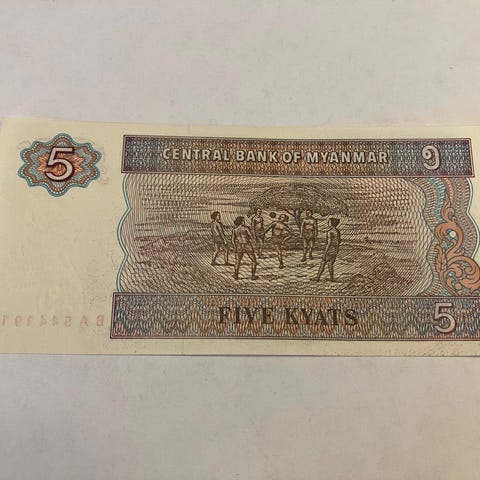 CENTRAL BANK OF MYANMAR ၅
5
FIVE KYATS 5